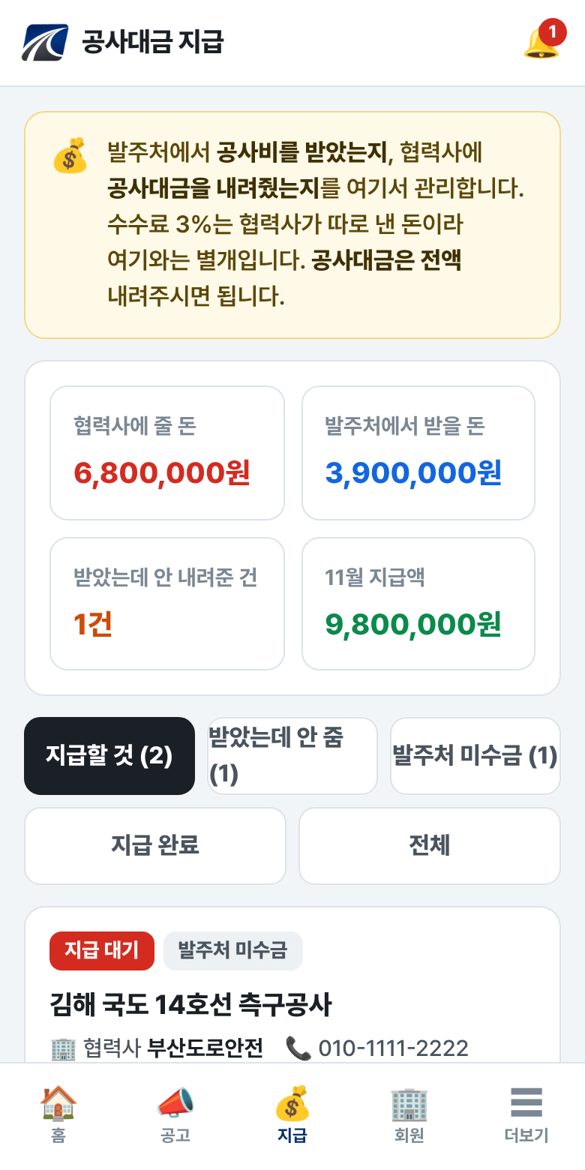 공사대금 지급
1
발주처에서 공사비를 받았는지, 협력사에
공사대금을 내려줬는지를 여기서 관리합니다.
수수료 3%는 협력사가 따로 낸 돈이라
여기와는 별개입니다. 공사대금은 전액
내려주시면 됩니다.
협력사에 줄 돈
6,800,000원
발주처에서 받을 돈
3,900,000원
받았는데 안 내려준 건
1건
11월 지급액
9,800,000원
지급할 것 (2)
받았는데 안 줌
(1)
발주처 미수금 (1)
지급 완료
전체
지급 대기
발주처 미수금
김해 국도 14호선 측구공사
협력사 부산도로안전
010-1111-2222
홈
공고
지급
회원
더보기